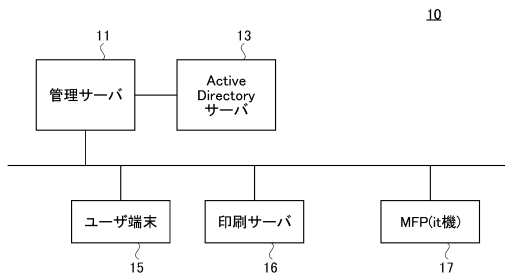 10
11
13
管理サーバ
Active
Directory
サーバ
ユーザ端末
印刷サーバ
MFP(it機)
15
16
17